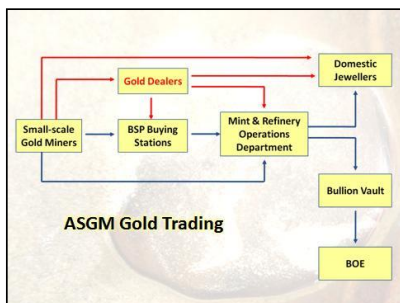 Domestic
Jewellers
Gold Dealers
Small-scale
Gold Miners
BSP Buying
Stations
Mint & Refinery
Operations
Department
Bullion Vault
ASGM Gold Trading
BOE